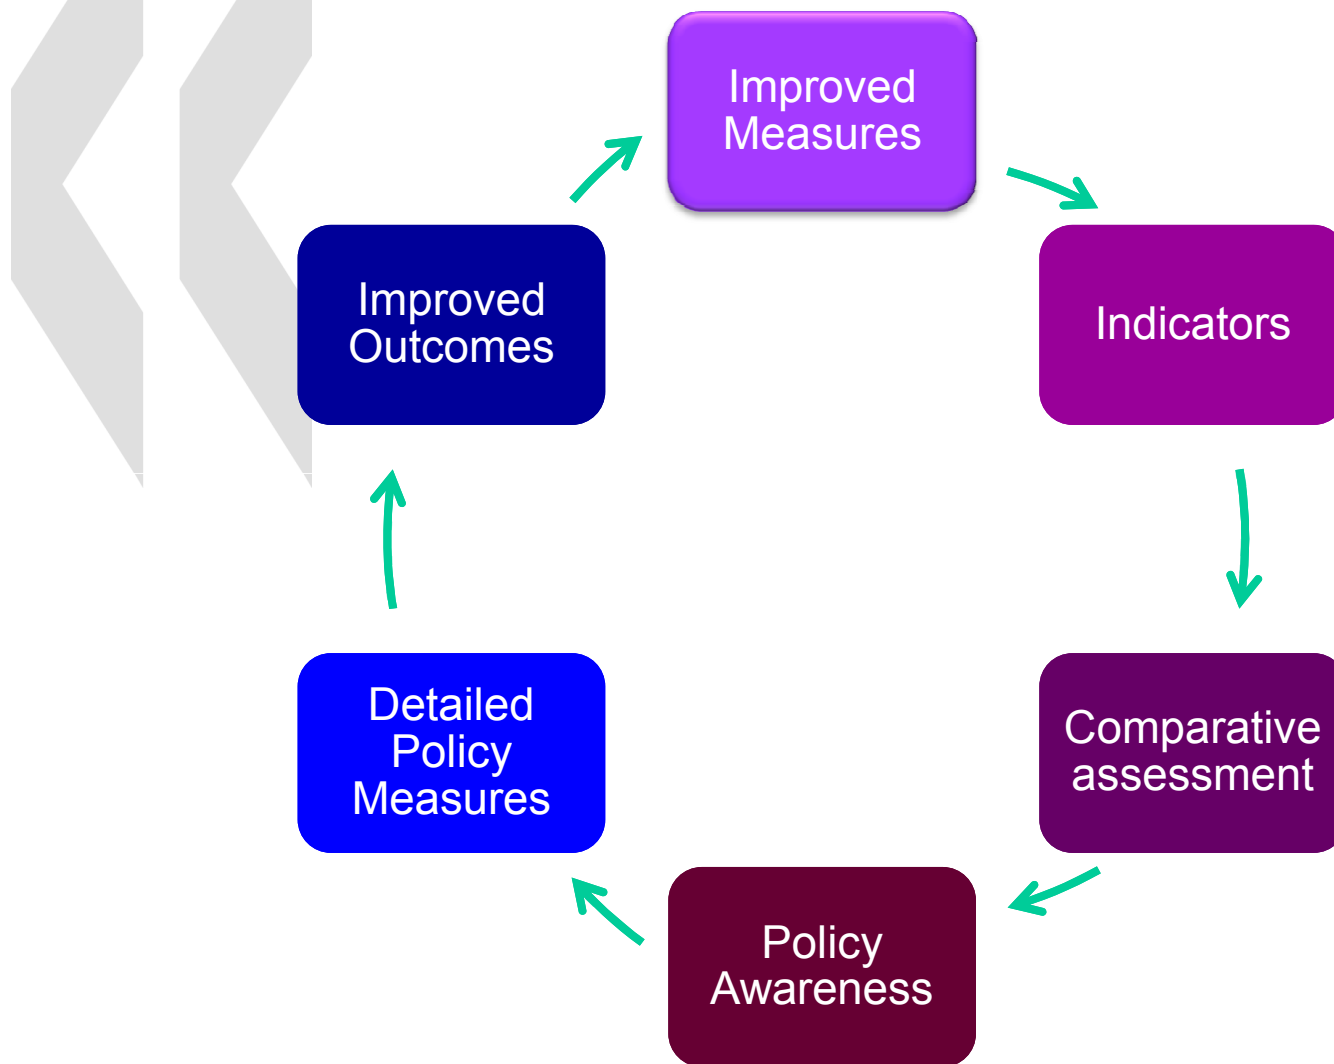 Improved
Measures
Indicators
Comparative
assessment
Policy
Awareness
Detailed
Policy
Measures
Improved
Outcomes